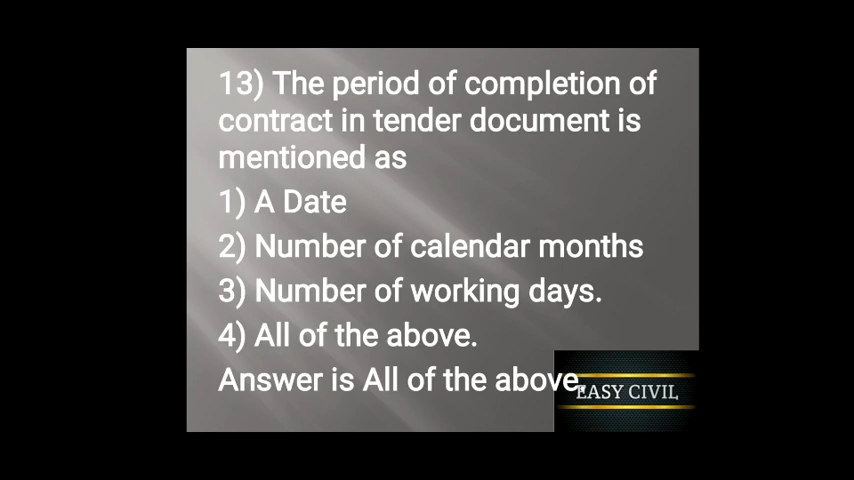 13) The period of completion of
contract in tender document is
mentioned as
1) A Date
2) Number of calendar months
3) Number of working days.
4) All of the above.
Answer is All of the above.
EASY CIVIL